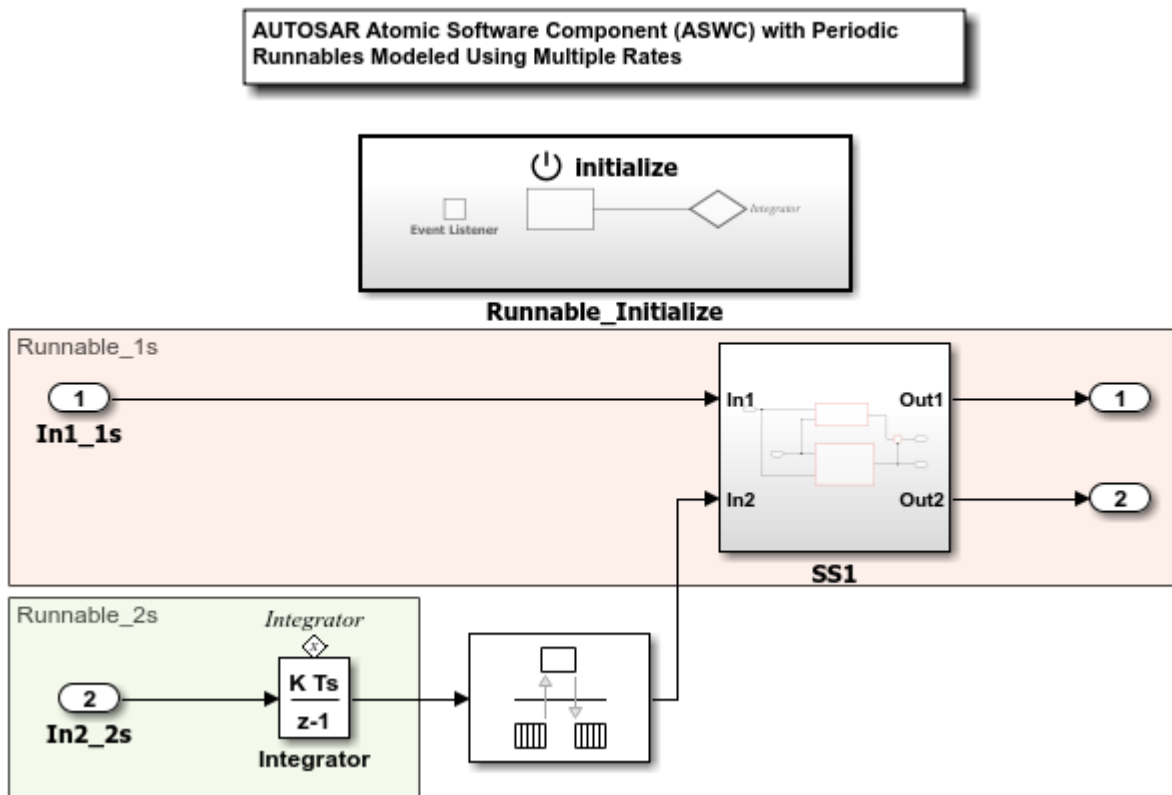 AUTOSAR Atomic Software Component (ASWC) with Periodic
Runnables Modeled Using Multiple Rates
initialize
Event Listener
Integrator
Runnable_Initialize
Runnable_1s
1
In1_1s
In1
Out1
1
In2
Out2
2
SS1
Runnable_2s
Integrator
x
2
In2_2s
K Ts
z-1
Integrator